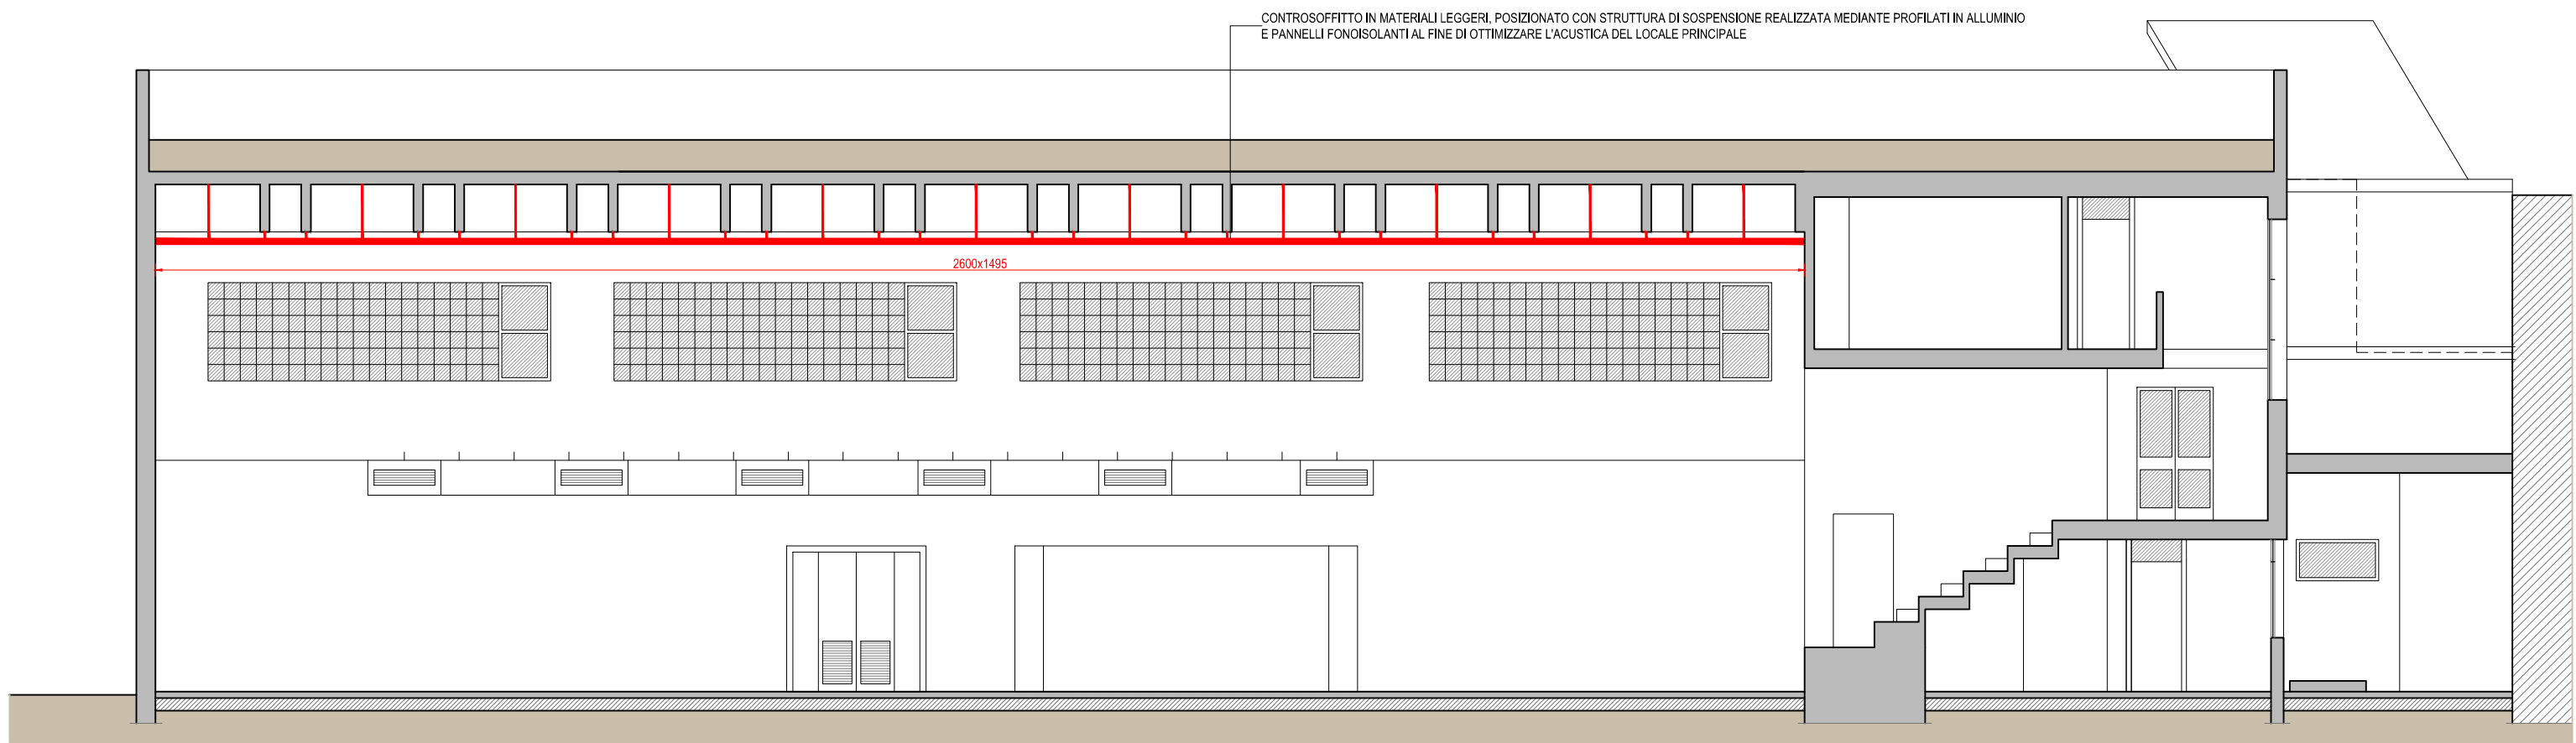 CONTROSOFFITTO IN MATERIALI LEGGERI, POSIZIONATO CON STRUTTURA DI SOSPENSIONE REALIZZATA MEDIANTE PROFILATI IN ALLUMINIO
E PANNELLI FONOISOLANTI AL FINE DI OTTIMIZZARE L'ACUSTICA DEL LOCALE PRINCIPALE
2600x1495